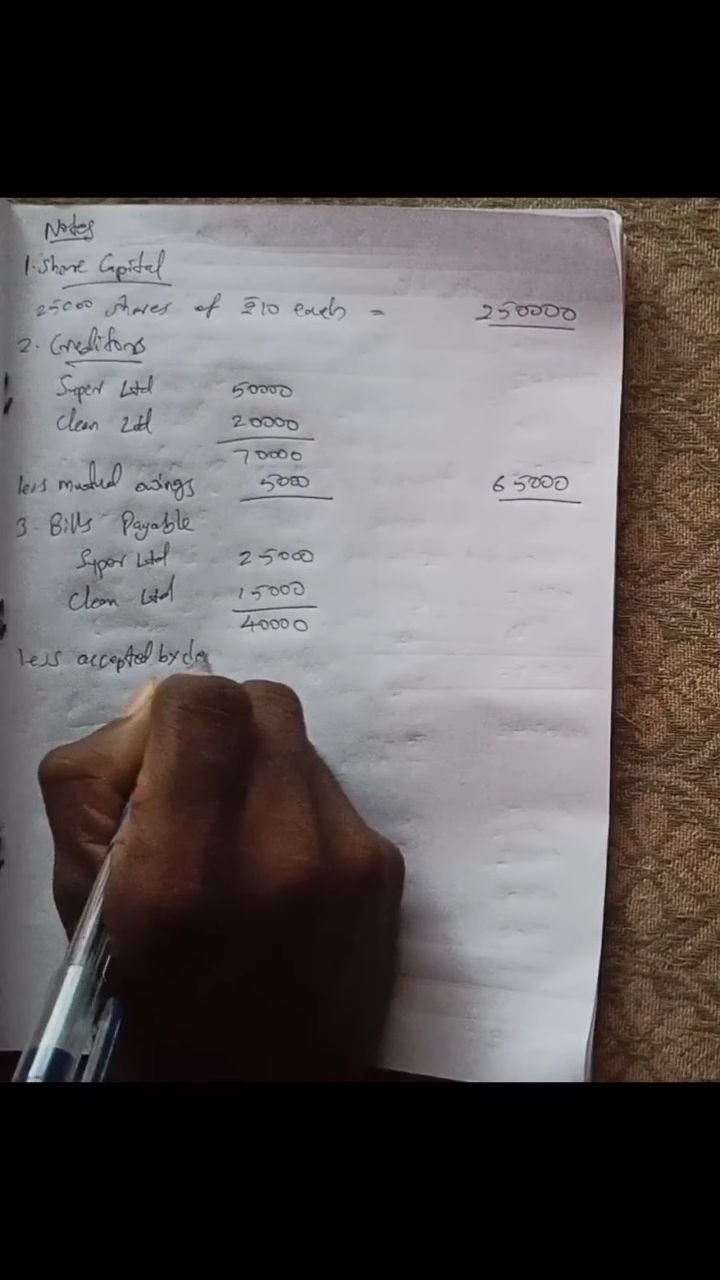 Notes
1. Share Capital
25000 shares of ₹10 each = 250000
2. Creditors
Super Ltd 50000
Clean Ltd 20000
70000
less mutual owings 5000 65000
3. Bills Payable
Super Ltd 25000
Clean Ltd 15000
40000
less accepted by cle